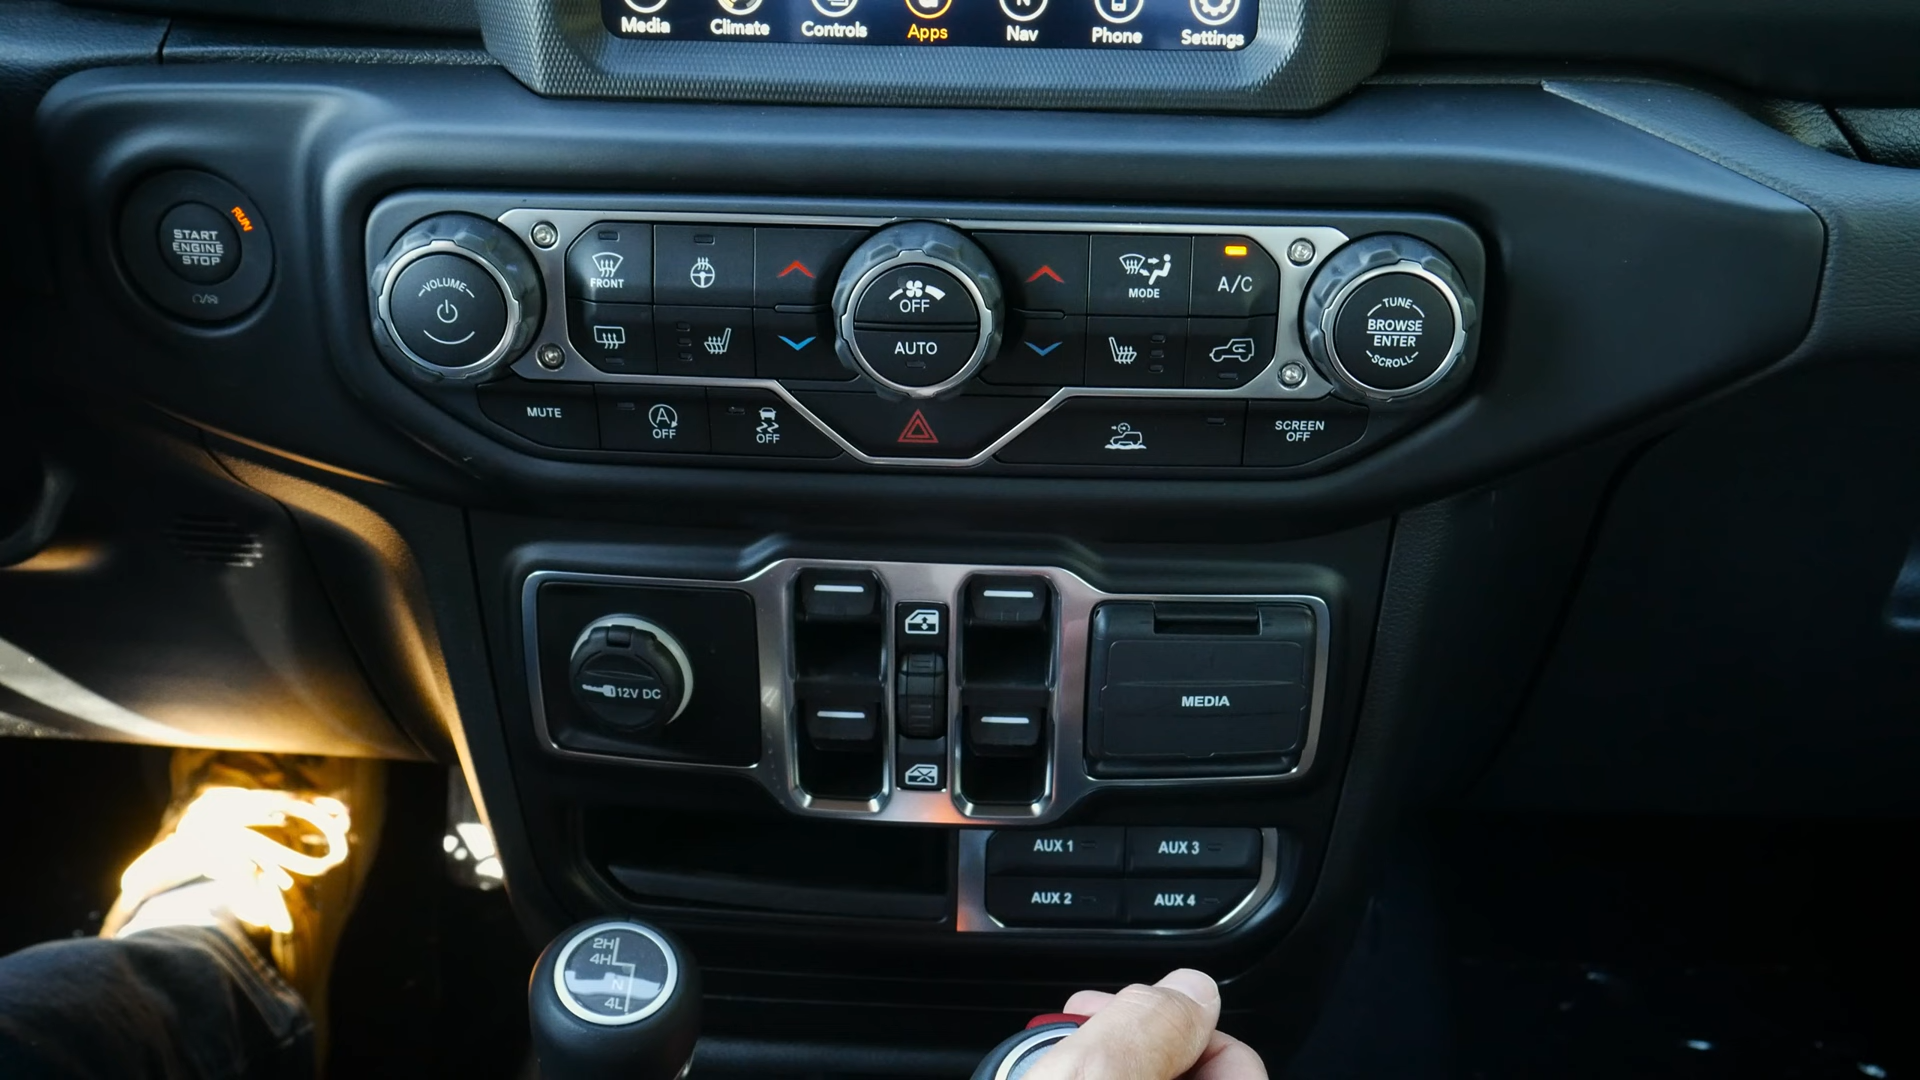 Media
Climate
Controls
Apps
Nav
Phone
Settings
RUN
START
ENGINE
STOP
VOLUME
FRONT
OFF
AUTO
MODE
A/C
TUNE
BROWSE
ENTER
SCROLL
MUTE
A
OFF
OFF
SCREEN
OFF
12V DC
MEDIA
AUX 1
AUX 3
AUX 2
AUX 4
2H
4H
N
4L